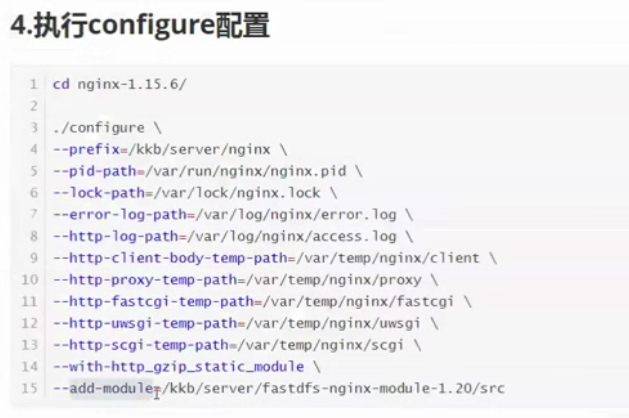 4.执行configure配置
1 cd nginx-1.15.6/
2
3 ./configure \
4 --prefix=/kkb/server/nginx \
5 --pid-path=/var/run/nginx/nginx.pid \
6 --lock-path=/var/lock/nginx.lock \
7 --error-log-path=/var/log/nginx/error.log \
8 --http-log-path=/var/log/nginx/access.log \
9 --http-client-body-temp-path=/var/temp/nginx/client \
10 --http-proxy-temp-path=/var/temp/nginx/proxy \
11 --http-fastcgi-temp-path=/var/temp/nginx/fastcgi \
12 --http-uwsgi-temp-path=/var/temp/nginx/uwsgi \
13 --http-scgi-temp-path=/var/temp/nginx/scgi \
14 --with-http_gzip_static_module \
15 --add-module=/kkb/server/fastdfs-nginx-module-1.20/src